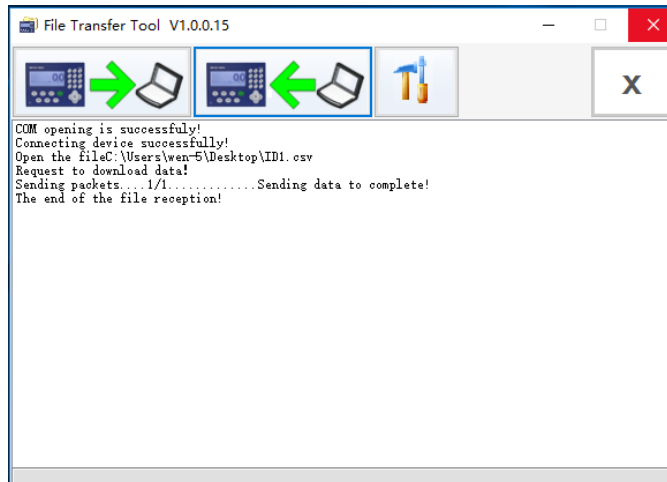 File Transfer Tool V1.0.0.15
X
COM opening is successfuly!
Connecting device successfully!
Open the fileC:\Users\wen-5\Desktop\ID1.csv
Request to download data!
Sending packets....1/1.............Sending data to complete!
The end of the file reception!